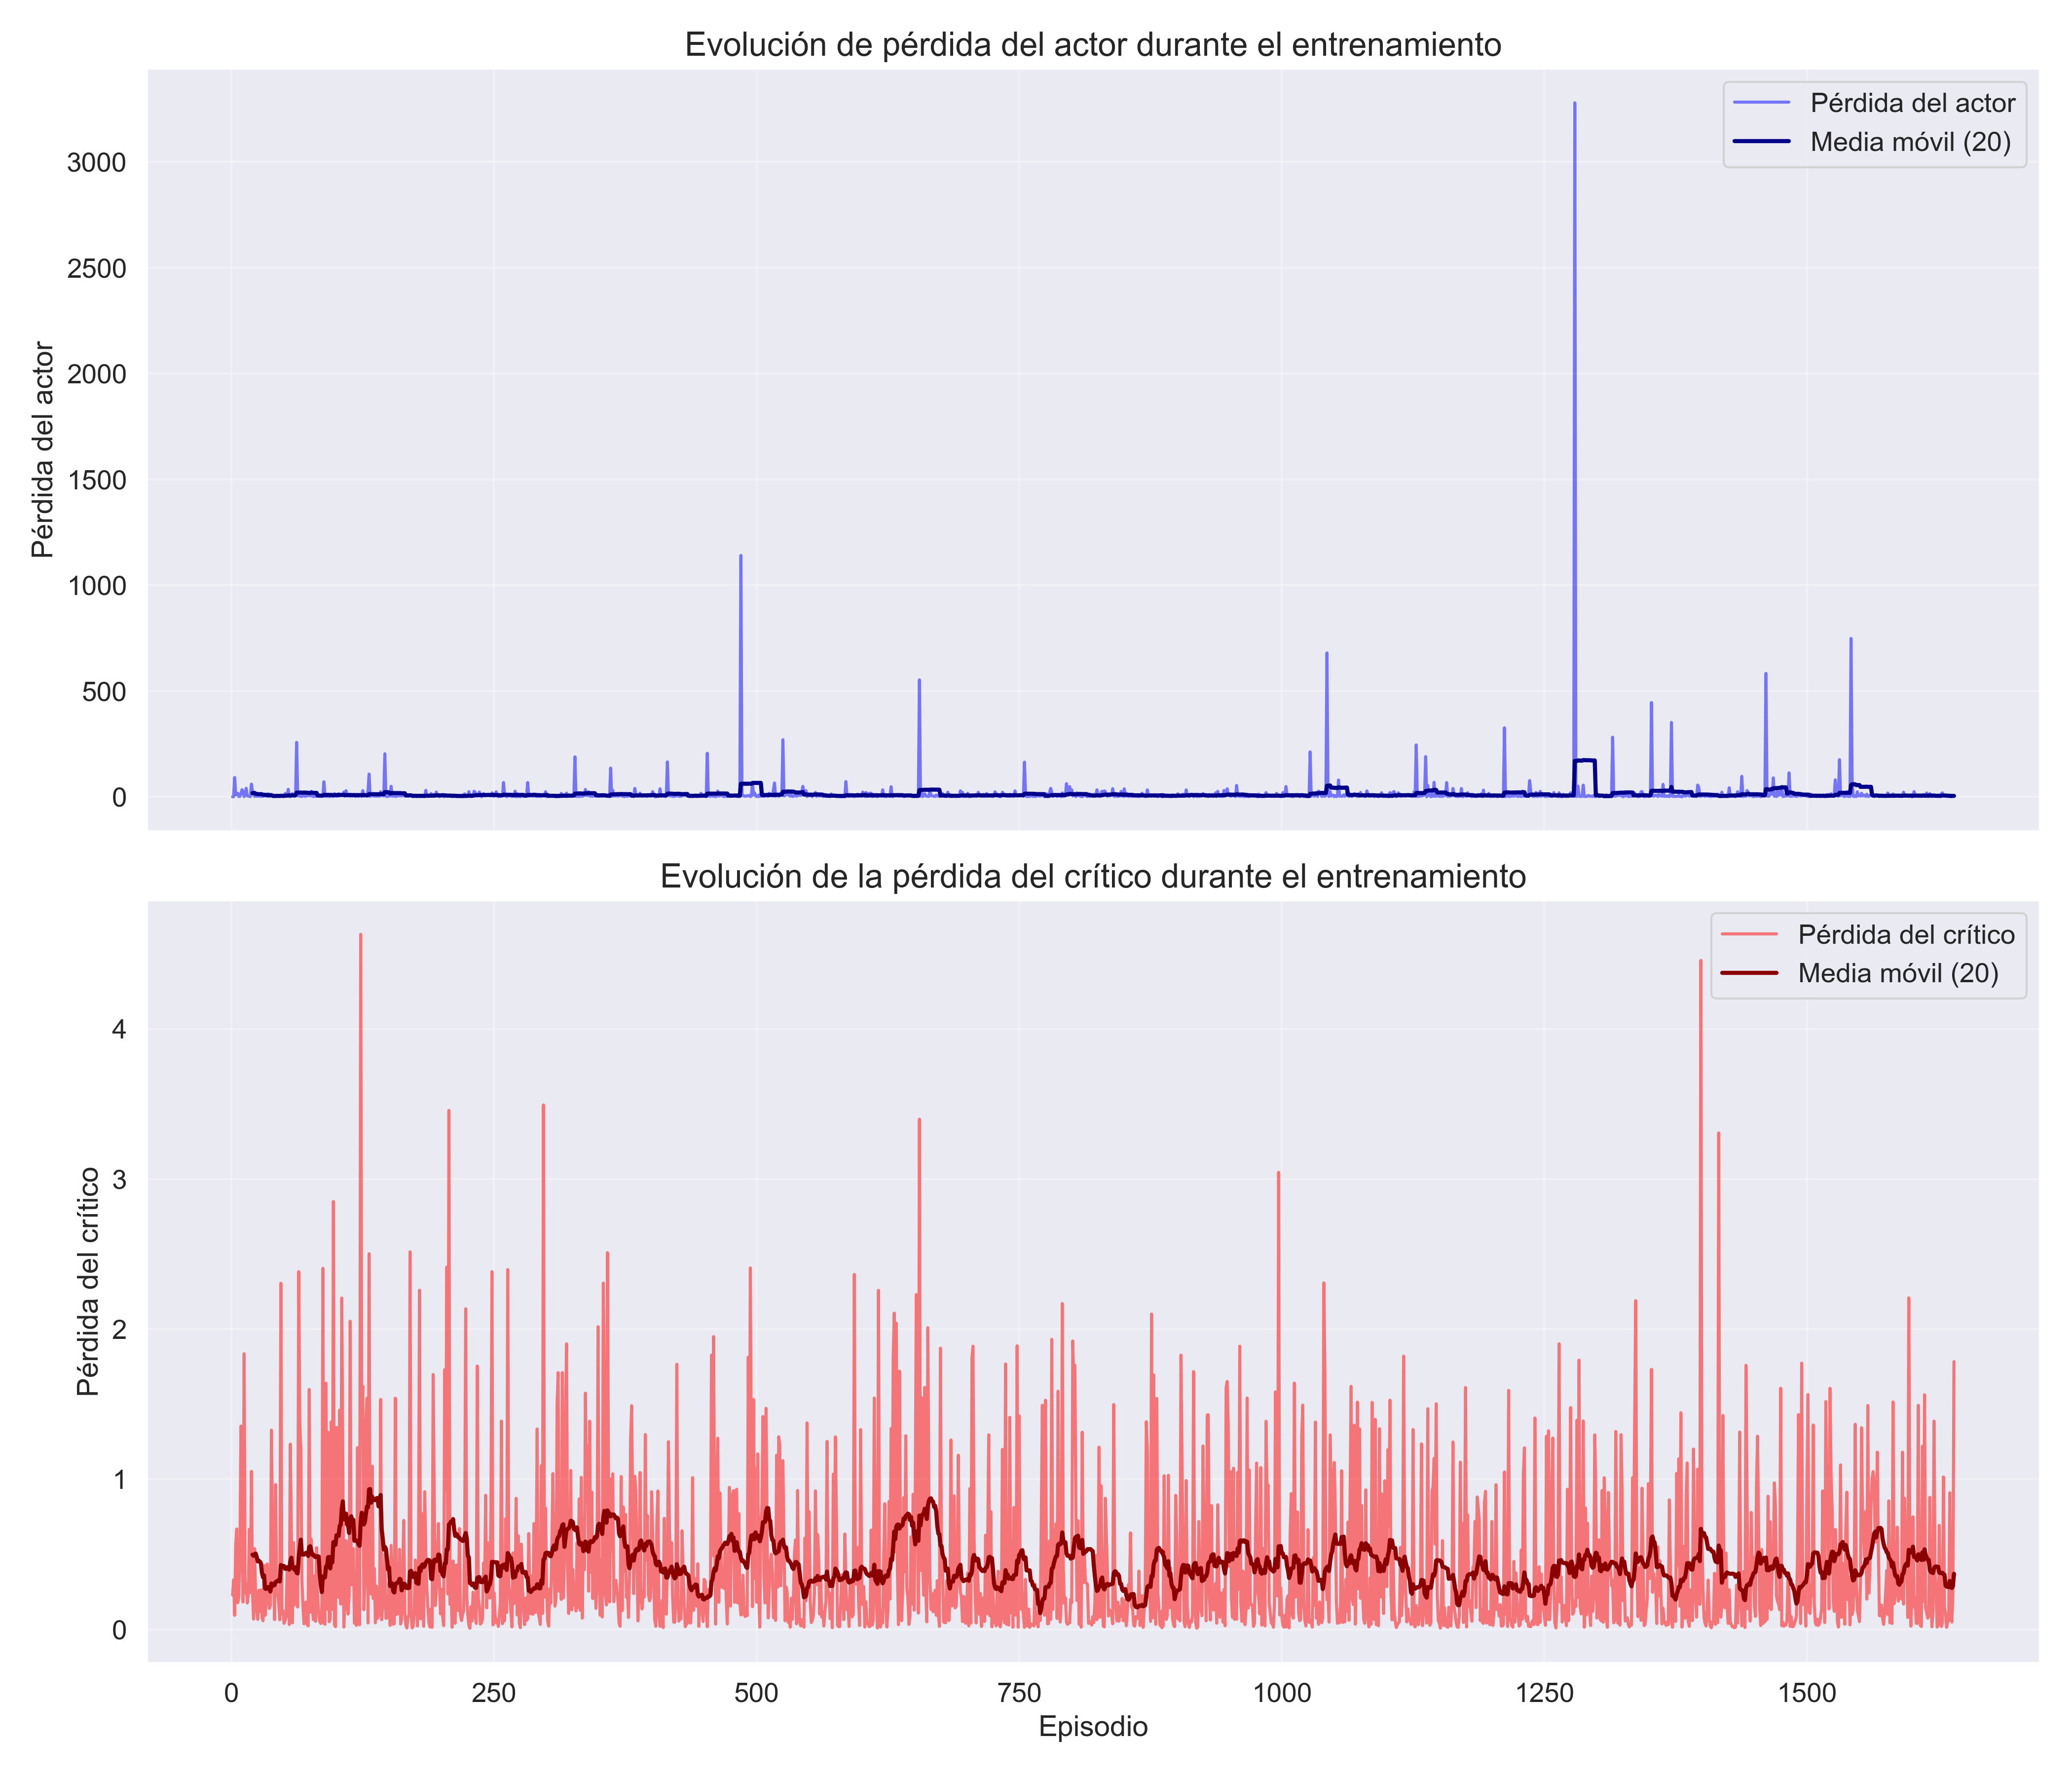 Evolución de pérdida del actor durante el entrenamiento
Pérdida del actor
Media móvil (20)
3000
2500
2000
1500
1000
500
0
Pérdida del actor
Evolución de la pérdida del crítico durante el entrenamiento
Pérdida del crítico
Media móvil (20)
4
3
2
1
0
Pérdida del crítico
0 250 500 750 1000 1250 1500
Episodio